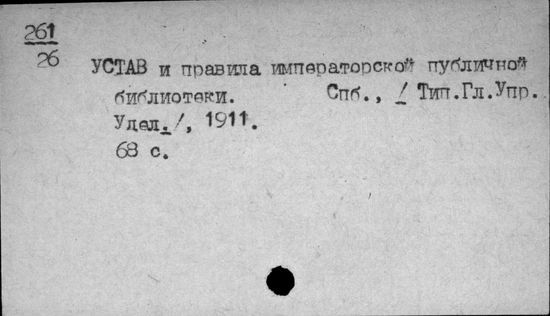 261
26
УСТАВ и правила императорской публичной
библиотеки. Спб., / Тип.Гл.Упр.
Удел./, 1911.
68 с.